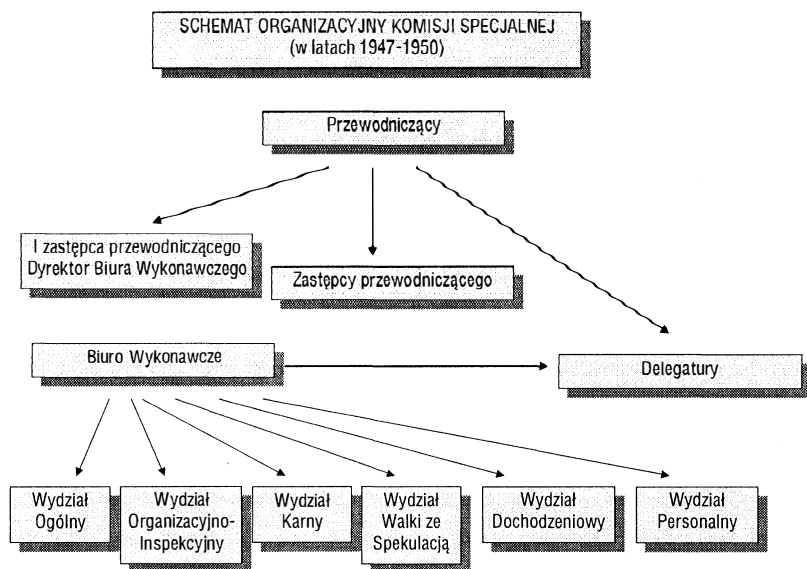 SCHEMAT ORGANIZACYJNY KOMISJI SPECJALNEJ
(w latach 1947-1950)
Przewodniczący
I zastępca przewodniczącego
Dyrektor Biura Wykonawczego
Zastępcy przewodniczącego
Biuro Wykonawcze
Delegatury
Wydział
Ogólny
Wydział
Organizacyjno-
Inspekcyjny
Wydział
Karny
Wydział
Walki ze
Spekulacją
Wydział
Dochodzeniowy
Wydział
Personalny